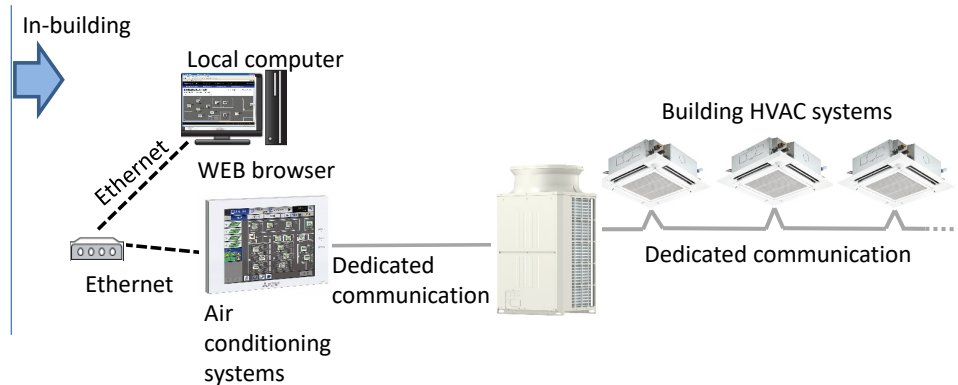 In-building
Local computer
Ethernet
WEB browser
Ethernet
Air
conditioning
systems
Dedicated
communication
Building HVAC systems
Dedicated communication